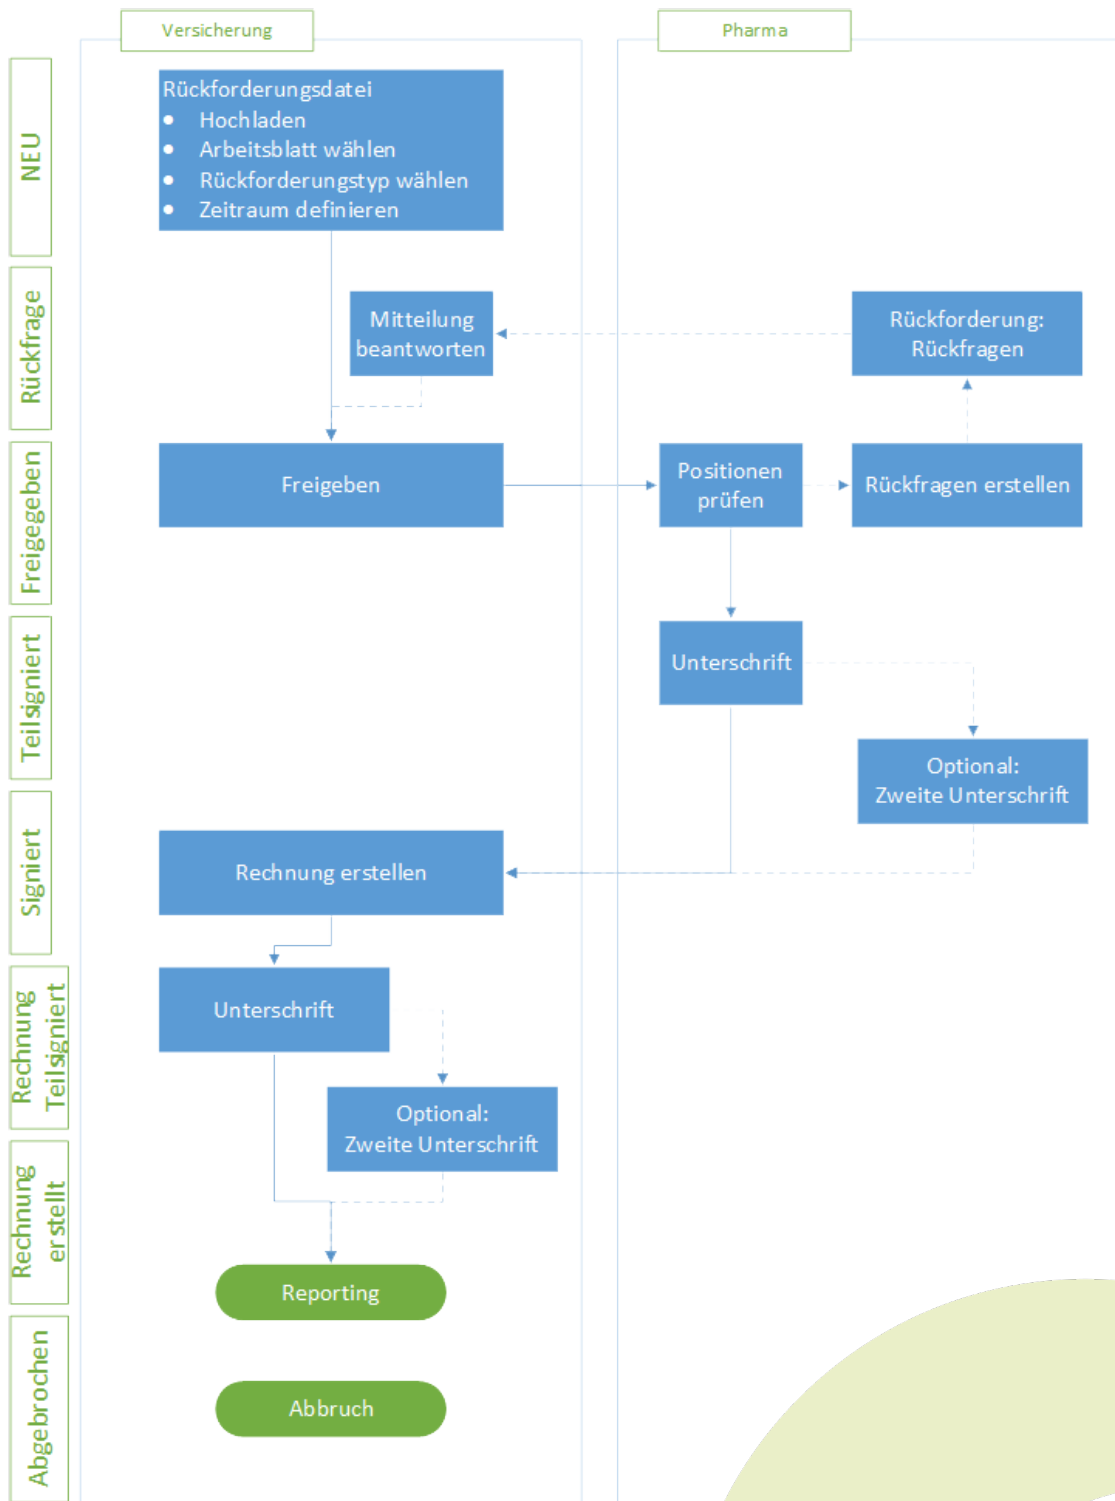 Versicherung
Pharma
NEU
Rückforderungsdatei
• Hochladen
• Arbeitsblatt wählen
• Rückforderungstyp wählen
• Zeitraum definieren
Rückfrage
Mitteilung
beantworten
Rückforderung:
Rückfragen
Freigegeben
Freigeben
Positionen
prüfen
Rückfragen erstellen
Teilsigniert
Unterschrift
Optional:
Zweite Unterschrift
Signiert
Rechnung erstellen
Rechnung
Teilsigniert
Unterschrift
Optional:
Zweite Unterschrift
Rechnung
erstellt
Reporting
Abgebrochen
Abbruch